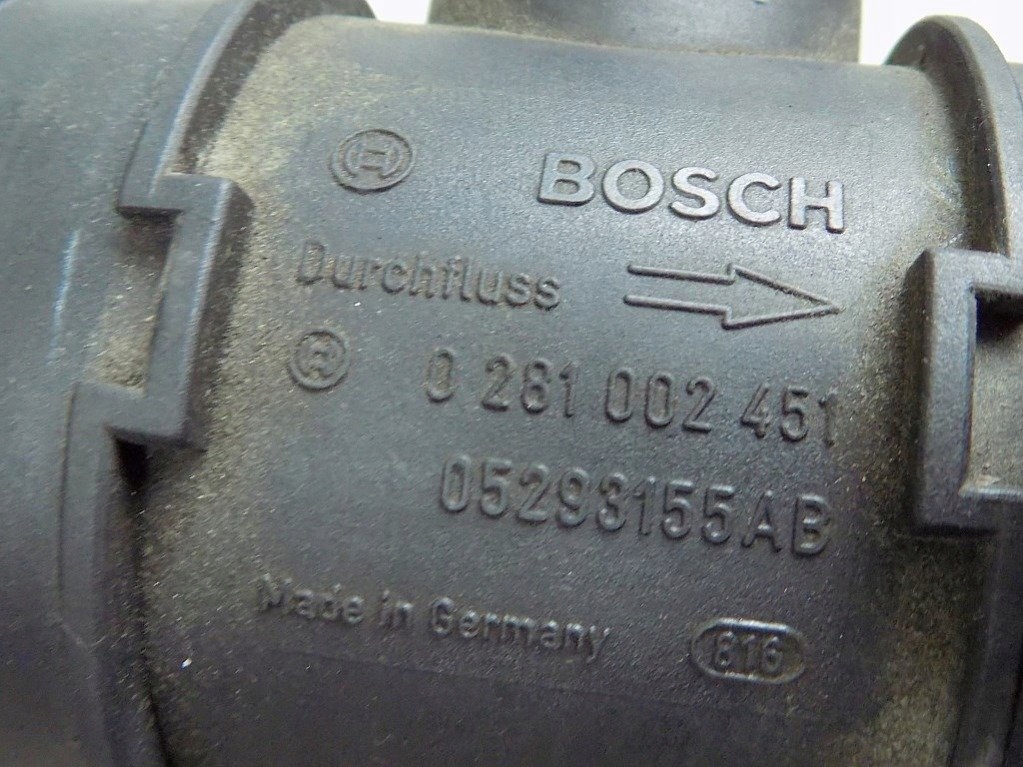 BOSCH
Durchfluss
0 281 002 451
05293155AB
Made in Germany
816